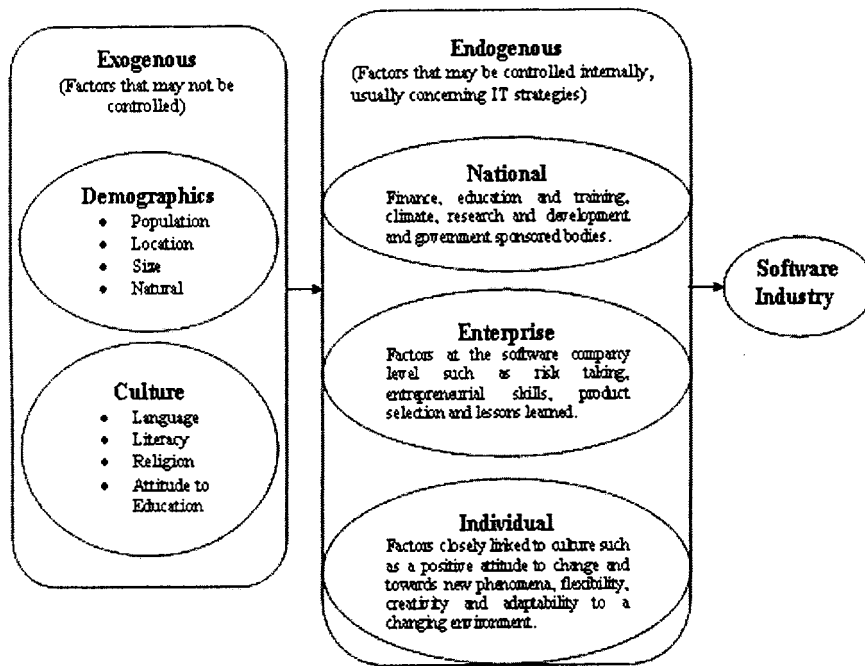 Exogenous
(Factors that may not be
controlled)
Demographics
• Population
• Location
• Size
• Natural
Culture
• Language
• Literacy
• Religion
• Attitude to
Education
Endogenous
(Factors that may be controlled internally,
usually concerning IT strategies)
National
Finance, education and training,
climate, research and development
and government sponsored bodies.
Enterprise
Factors at the software company
level such as risk taking,
entrepreneurial skills, product
selection and lessons learned.
Individual
Factors closely linked to culture such
as a positive attitude to change and
towards new phenomena, flexibility,
creativity and adaptability to a
changing environment.
Software
Industry